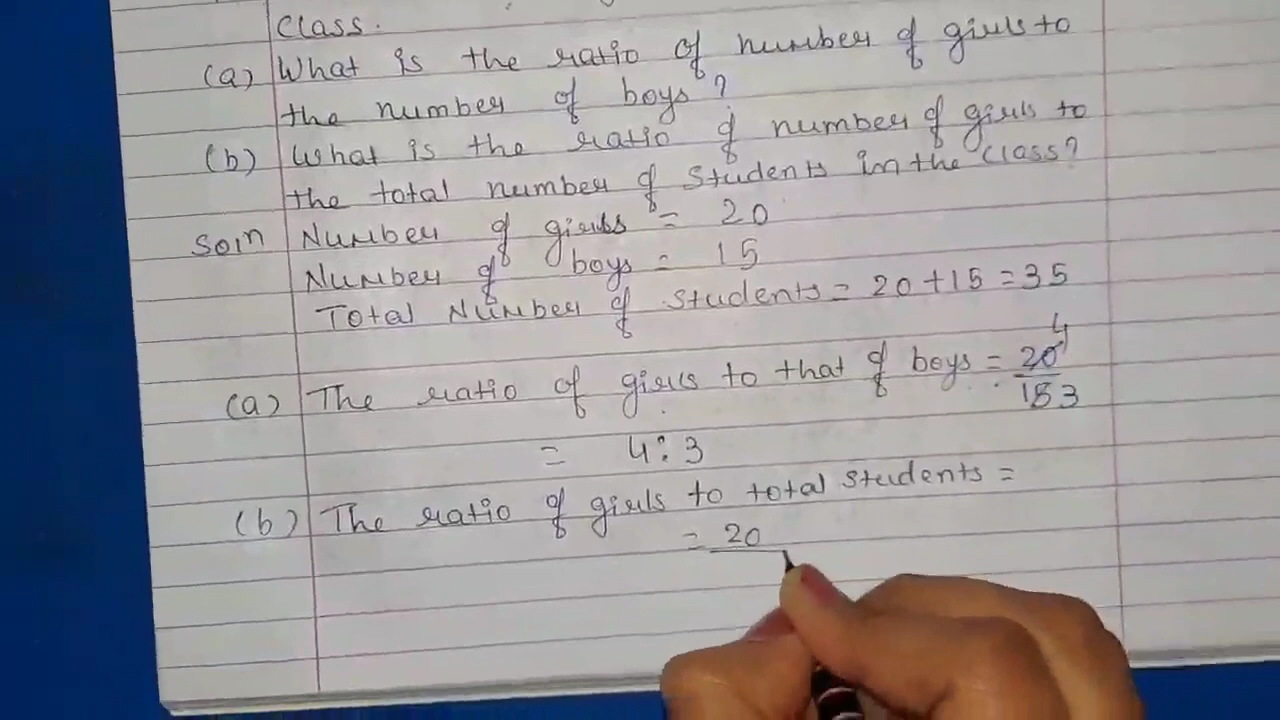 class.
(a) What is the ratio of number of girls to
the number of boys?
(b) What is the ratio of number of girls to
the total number of students in the class?
Soln Number of girls = 20
Number of boys = 15
Total Number of students = 20+15=35
(a) The ratio of girls to that of boys = 20/15 4 3
= 4:3
(b) The ratio of girls to total students =
= 20